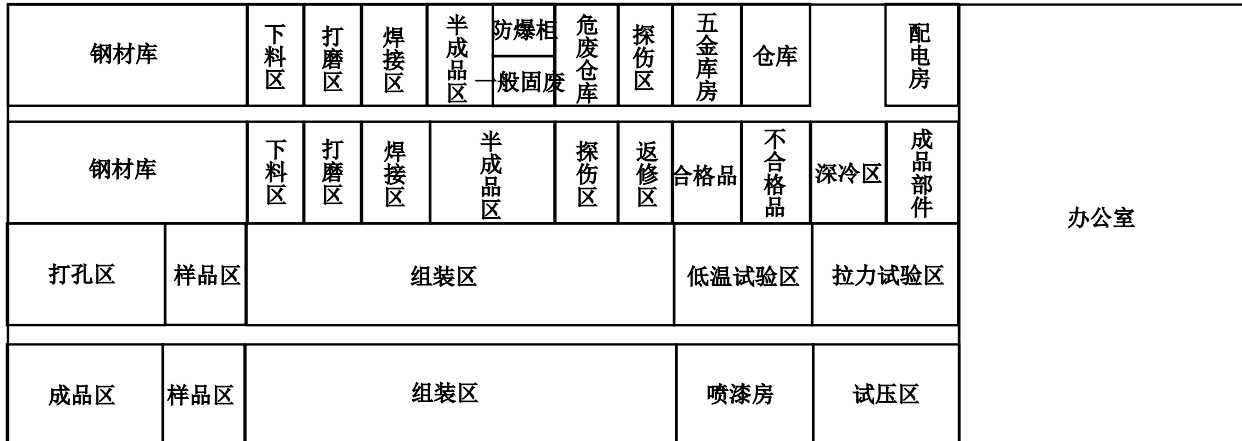 钢材库
下料区
打磨区
焊接区
半成品区
防爆柜
一般固废
危废仓库
探伤区
五金库房
仓库
配电房
钢材库
下料区
打磨区
焊接区
半成品区
探伤区
返修区
合格品
不合格品
深冷区
成品部件
办公室
打孔区
样品区
组装区
低温试验区
拉力试验区
成品区
样品区
组装区
喷漆房
试压区